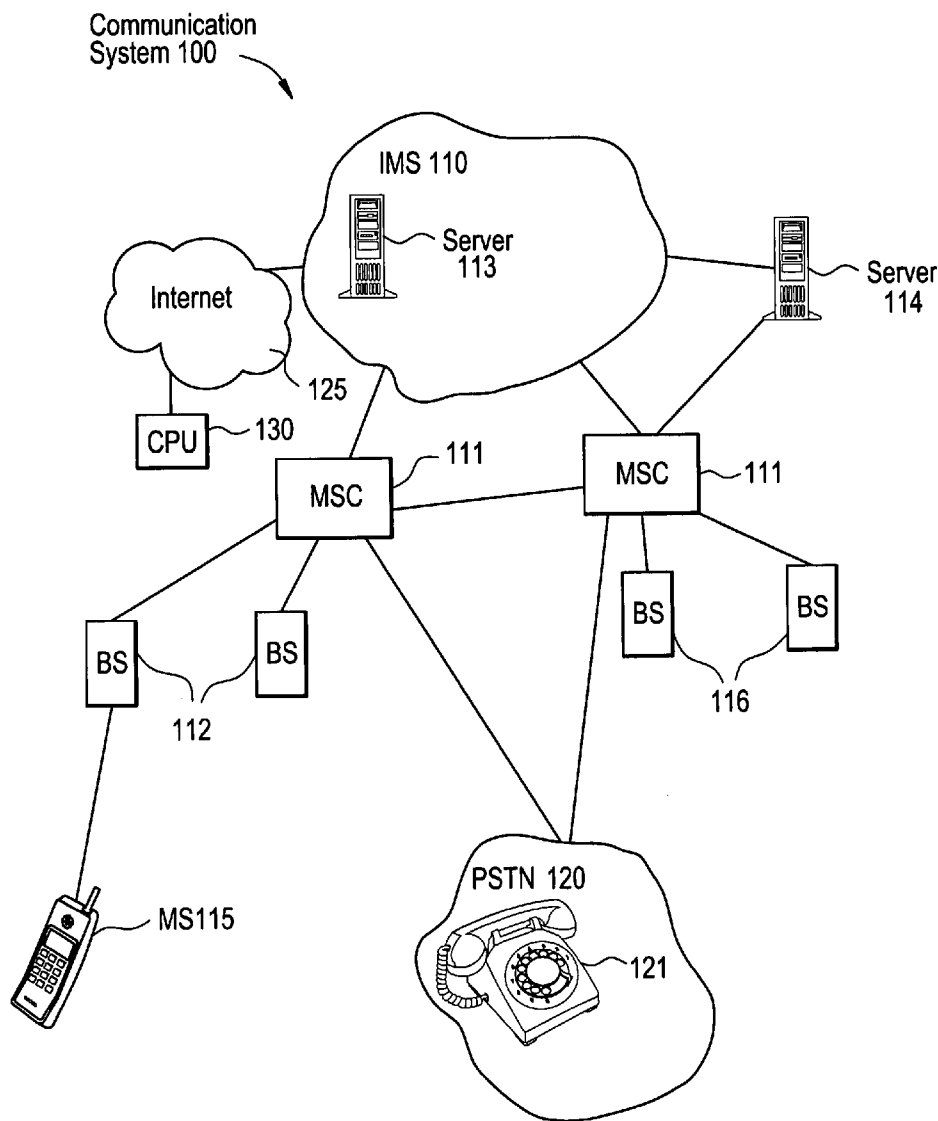 Communication
System 100
IMS 110
Server
113
Server
114
Internet
125
CPU
130
MSC
111
MSC
111
BS
BS
112
BS
BS
116
MS115
PSTN 120
121